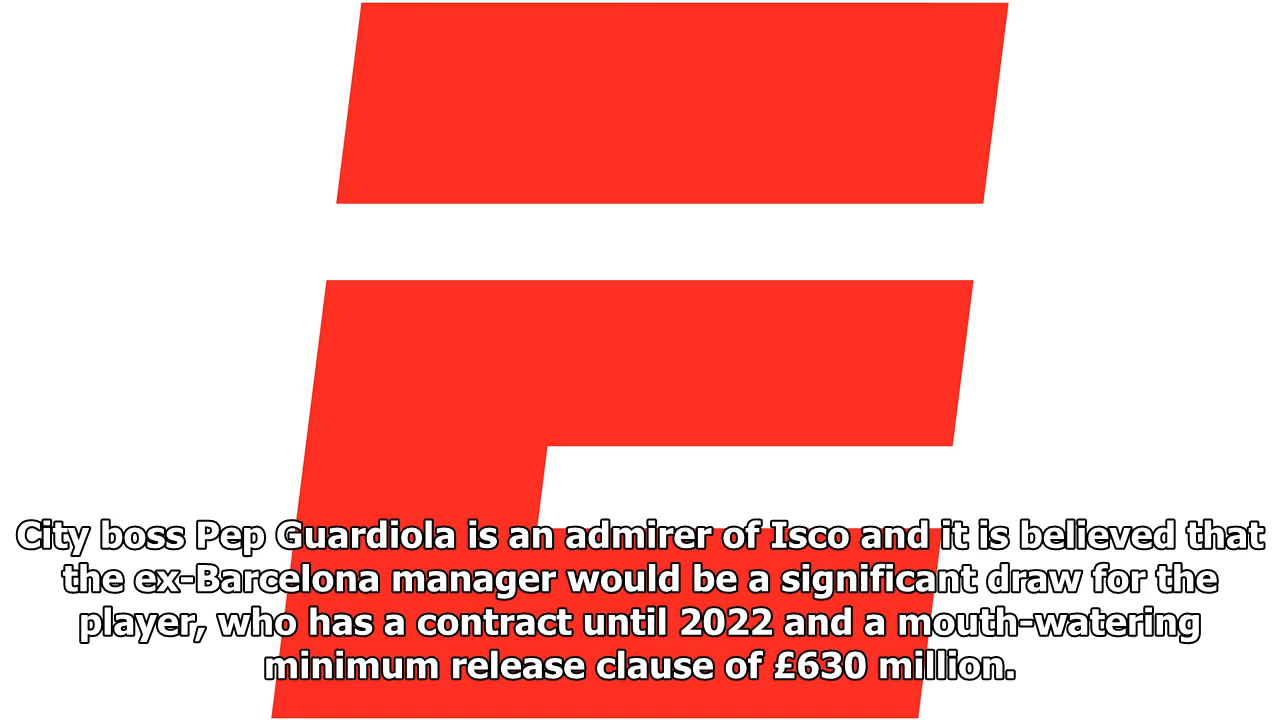 City boss Pep Guardiola is an admirer of Isco and it is believed that
the ex-Barcelona manager would be a significant draw for the
player, who has a contract until 2022 and a mouth-watering
minimum release clause of £630 million.